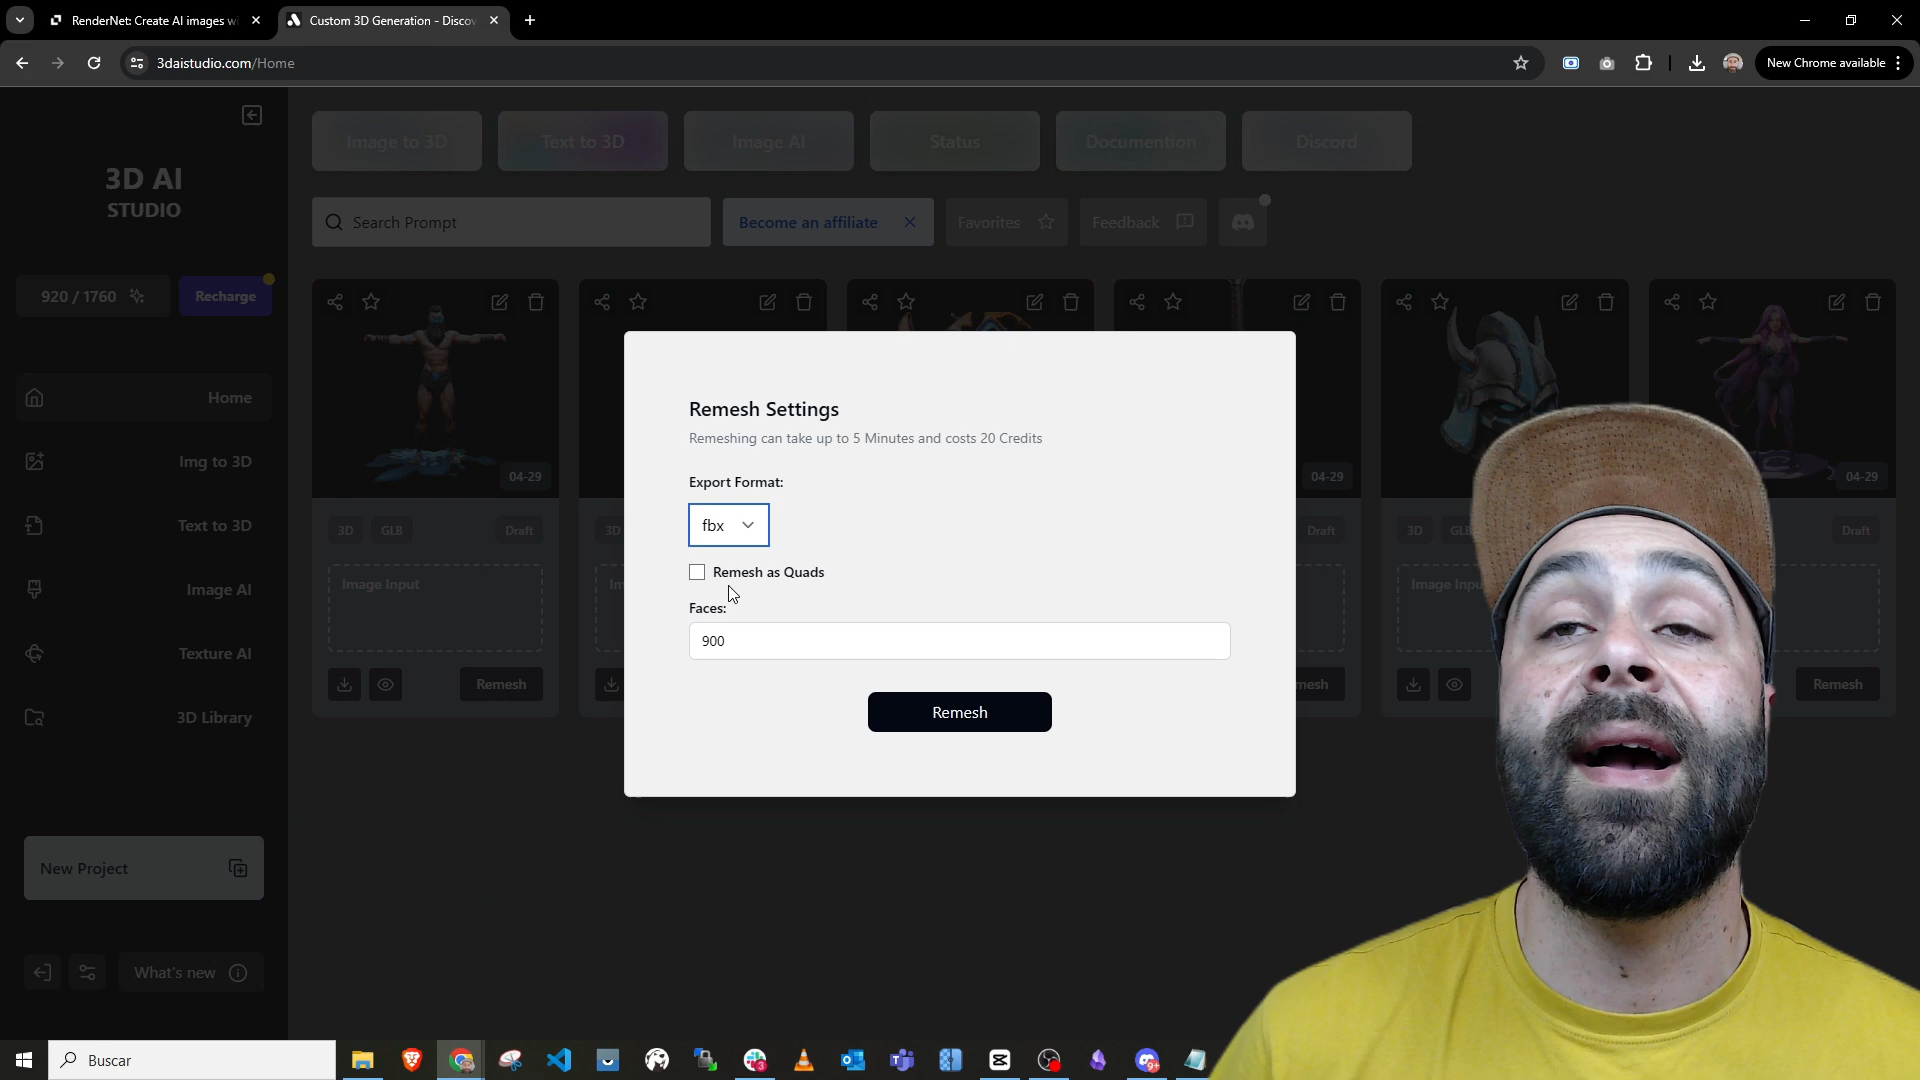 RenderNet: Create AI images w
Custom 3D Generation - Disco
3daistudio.com/Home
New Chrome available
Image to 3D
Text to 3D
Image AI
Status
Documention
Discord
3D AI
STUDIO
Search Prompt
Become an affiliate
Favorites
Feedback
920 / 1760
Recharge
Home
Img to 3D
Text to 3D
Image AI
Texture AI
3D Library
New Project
What's new
04-29
04-29
04-29
3D
GLB
Draft
3D
Draft
3D
GLB
Draft
Image Input
Im
Image Inpu
Remesh
mesh
Remesh
Remesh Settings
Remeshing can take up to 5 Minutes and costs 20 Credits
Export Format:
fbx
Remesh as Quads
Faces:
900
Remesh
Buscar